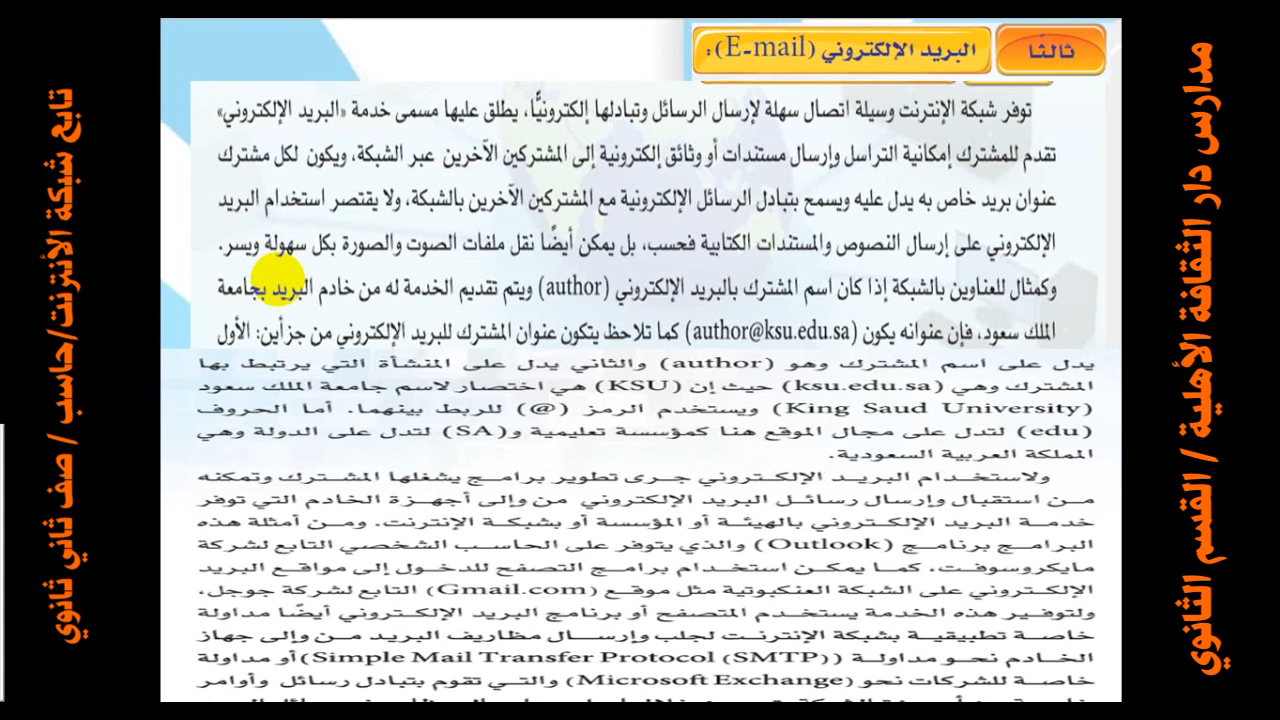 مدارس دار الثقافة الأهلية / القسم الثانوي
تابع شبكة الأنترنت/حاسب / صف ثاني ثانوي
ثالثًا
البريد الإلكتروني (E-mail):
توفر شبكة الإنترنت وسيلة اتصال سهلة لإرسال الرسائل وتبادلها إلكترونيًّا، يطلق عليها مسمى خدمة «البريد الإلكتروني»
تقدم للمشترك إمكانية التراسل وإرسال مستندات أو وثائق إلكترونية إلى المشتركين الآخرين عبر الشبكة، ويكون لكل مشترك
عنوان بريد خاص به يدل عليه ويسمح بتبادل الرسائل الإلكترونية مع المشتركين الآخرين بالشبكة، ولا يقتصر استخدام البريد
الإلكتروني على إرسال النصوص والمستندات الكتابية فحسب، بل يمكن أيضًا نقل ملفات الصوت والصورة بكل سهولة ويسر.
وكمثال للعناوين بالشبكة إذا كان اسم المشترك بالبريد الإلكتروني (author) ويتم تقديم الخدمة له من خادم البريد بجامعة
الملك سعود، فإن عنوانه يكون (author@ksu.edu.sa) كما تلاحظ يتكون عنوان المشترك للبريد الإلكتروني من جزأين: الأول
يدل على اسم المشترك وهو (author) والثاني يدل على المنشأة التي يرتبط بها
المشترك وهي (ksu.edu.sa) حيث إن (KSU) هي اختصار لاسم جامعة الملك سعود
(King Saud University) ويستخدم الرمز (@) للربط بينهما. أما الحروف
(edu) لتدل على مجال الموقع هنا كمؤسسة تعليمية و(SA) لتدل على الدولة وهي
المملكة العربية السعودية.
ولاستخدام البريد الإلكتروني جرى تطوير برامج يشغلها المشترك وتمكنه
من استقبال وإرسال رسائل البريد الإلكتروني من وإلى أجهزة الخادم التي توفر
خدمة البريد الإلكتروني بالهيئة أو المؤسسة أو بشبكة الإنترنت. ومن أمثلة هذه
البرامج برنامج (Outlook) والذي يتوفر على الحاسب الشخصي التابع لشركة
مايكروسوفت، كما يمكن استخدام برامج التصفح للدخول إلى مواقع البريد
الإلكتروني على الشبكة العنكبوتية مثل موقع (Gmail.com) التابع لشركة جوجل،
ولتوفير هذه الخدمة يستخدم المتصفح أو برنامج البريد الإلكتروني أيضًا مداولة
خاصة تطبيقية بشبكة الإنترنت لجلب وإرسال مظاريف البريد من وإلى جهاز
الخادم نحو مداولة (Simple Mail Transfer Protocol (SMTP)) أو مداولة
خاصة للشركات نحو (Microsoft Exchange) والتي تقوم بتبادل رسائل وأوامر